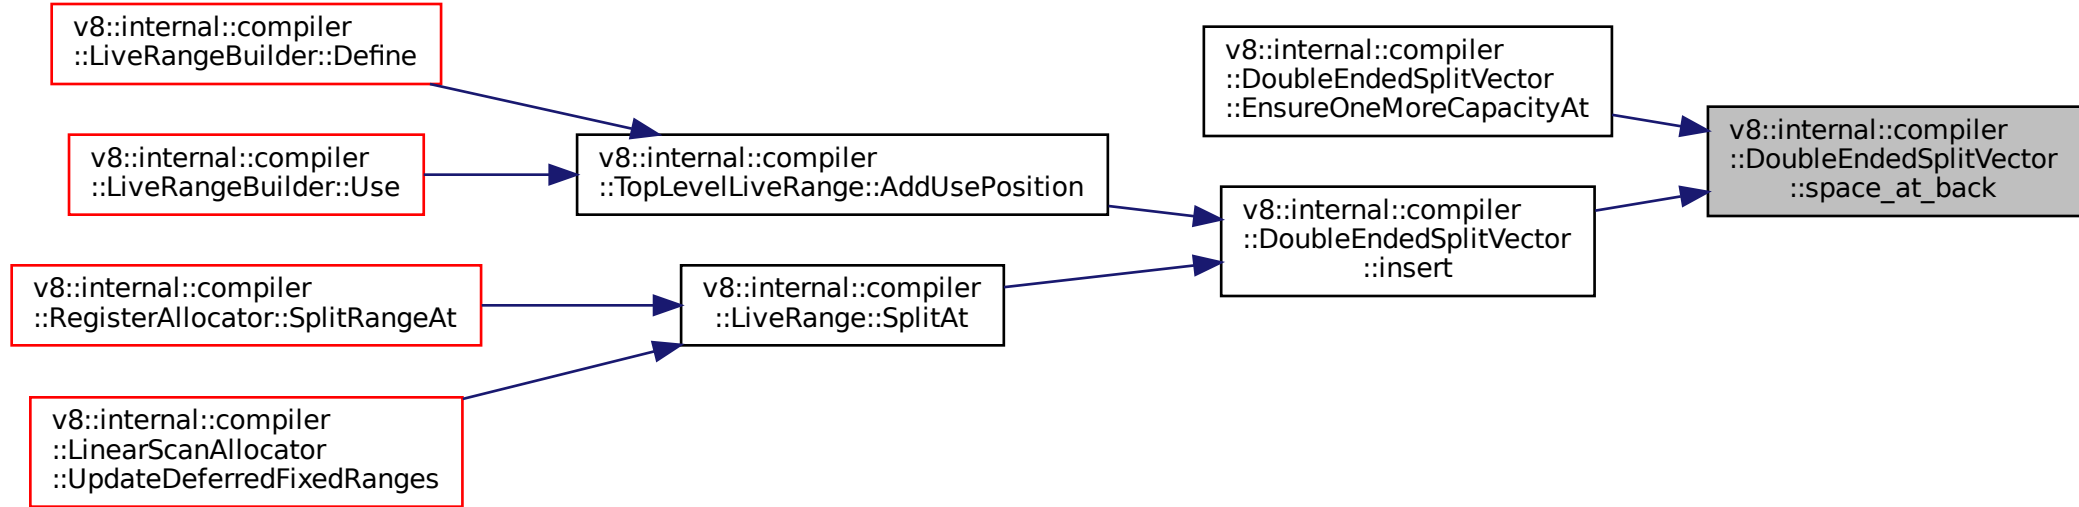 v8::internal::compiler
::LiveRangeBuilder::Define
v8::internal::compiler
::LiveRangeBuilder::Use
v8::internal::compiler
::RegisterAllocator::SplitRangeAt
v8::internal::compiler
::LinearScanAllocator
::UpdateDeferredFixedRanges
v8::internal::compiler
::TopLevelLiveRange::AddUsePosition
v8::internal::compiler
::LiveRange::SplitAt
v8::internal::compiler
::DoubleEndedSplitVector
::EnsureOneMoreCapacityAt
v8::internal::compiler
::DoubleEndedSplitVector
::insert
v8::internal::compiler
::DoubleEndedSplitVector
::space_at_back